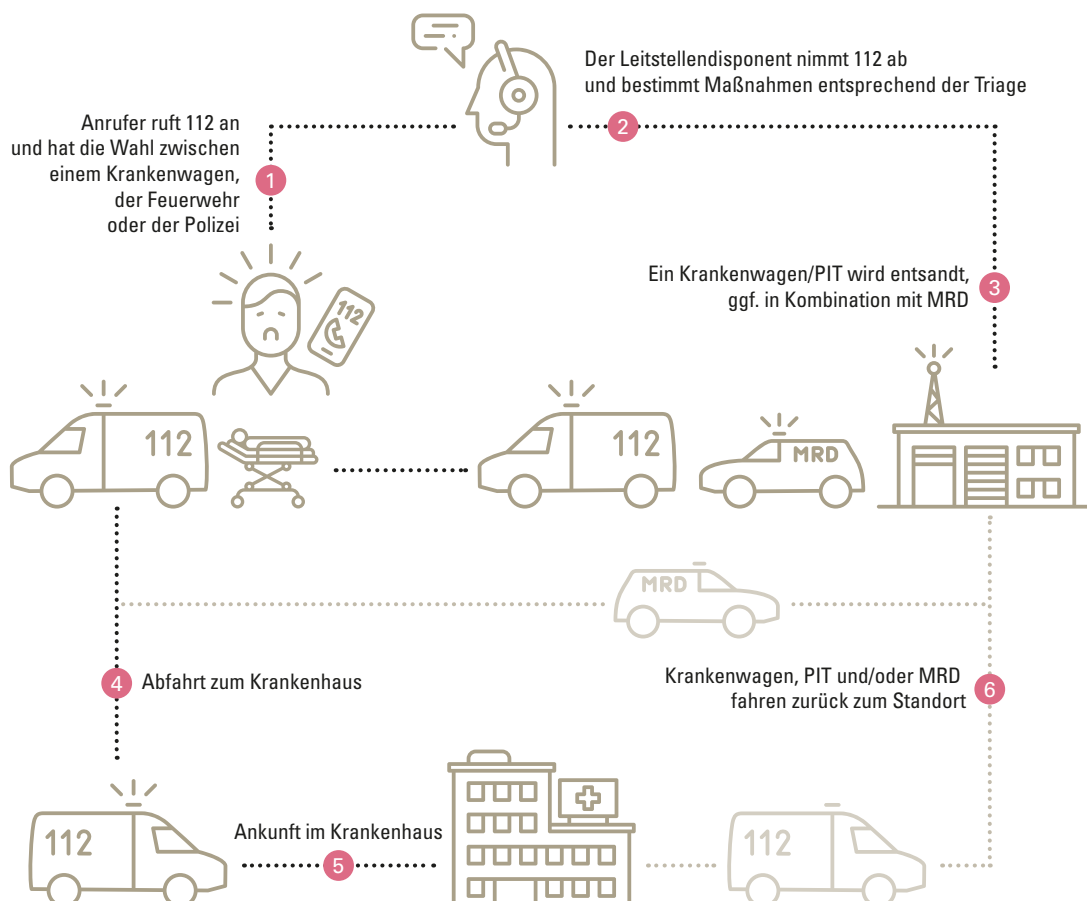 Der Leitstellendisponent nimmt 112 ab
und bestimmt Maßnahmen entsprechend der Triage
2
Anrufer ruft 112 an
und hat die Wahl zwischen
einem Krankenwagen,
der Feuerwehr
oder der Polizei
1
112
Ein Krankenwagen/PIT wird entsandt,
ggf. in Kombination mit MRD
3
112
112
MRD
MRD
4
Abfahrt zum Krankenhaus
Krankenwagen, PIT und/oder MRD
fahren zurück zum Standort
6
112
Ankunft im Krankenhaus
5
112